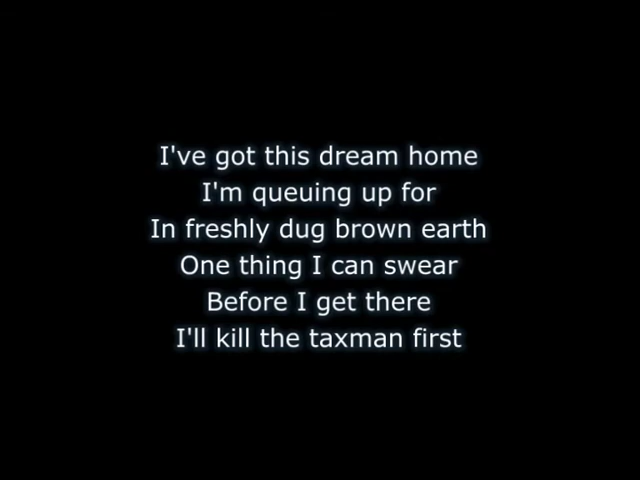 I've got this dream home
I'm queuing up for
In freshly dug brown earth
One thing I can swear
Before I get there
I'll kill the taxman first